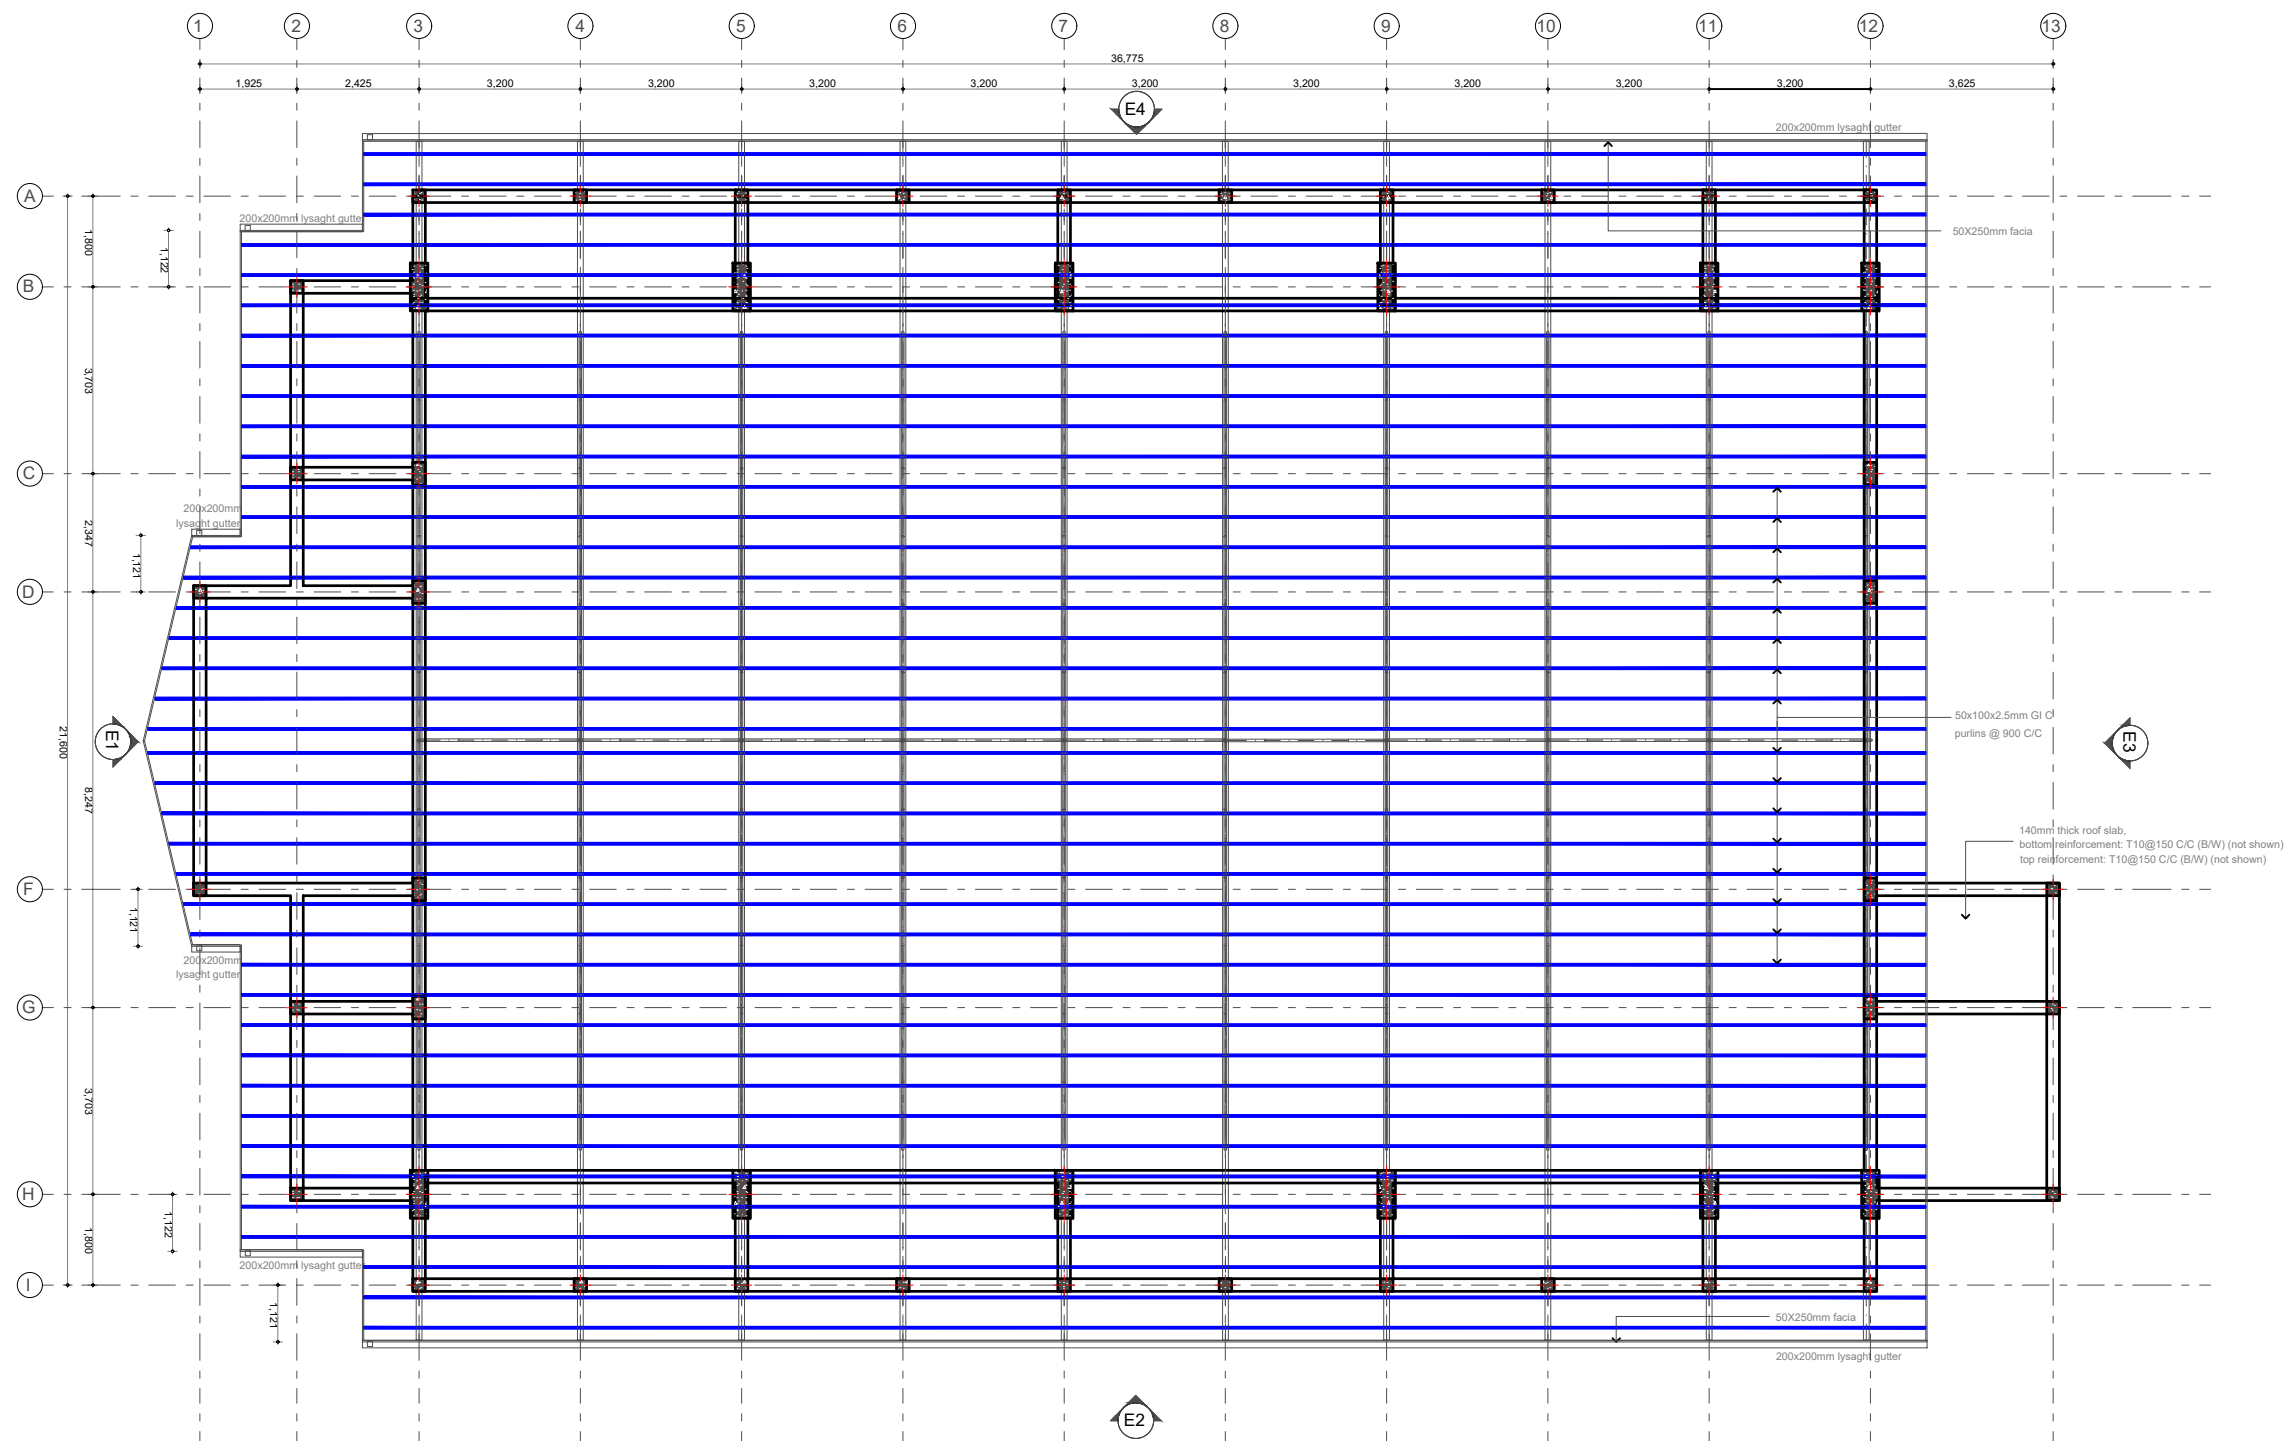 1 2 3 4 5 6 7 8 9 10 11 12 13
36,775
1,925 2,425 3,200 3,200 3,200 3,200 3,200 3,200 3,200 3,200 3,200 3,625
E4
200x200mm lysaght gutter
A
200x200mm lysaght gutter
1,800
1,122
50X250mm facia
B
3,703
C
200x200mm
lysaght gutter
2,347
1,121
D
50x100x2.5mm GI C
purlins @ 900 C/C
21,600
E1
E3
8,247
140mm thick roof slab,
bottom reinforcement: T10@150 C/C (B/W) (not shown)
top reinforcement: T10@150 C/C (B/W) (not shown)
F
1,121
200x200mm
lysaght gutter
G
3,703
H
1,122
1,800
200x200mm lysaght gutter
I
1,121
50X250mm facia
200x200mm lysaght gutter
E2